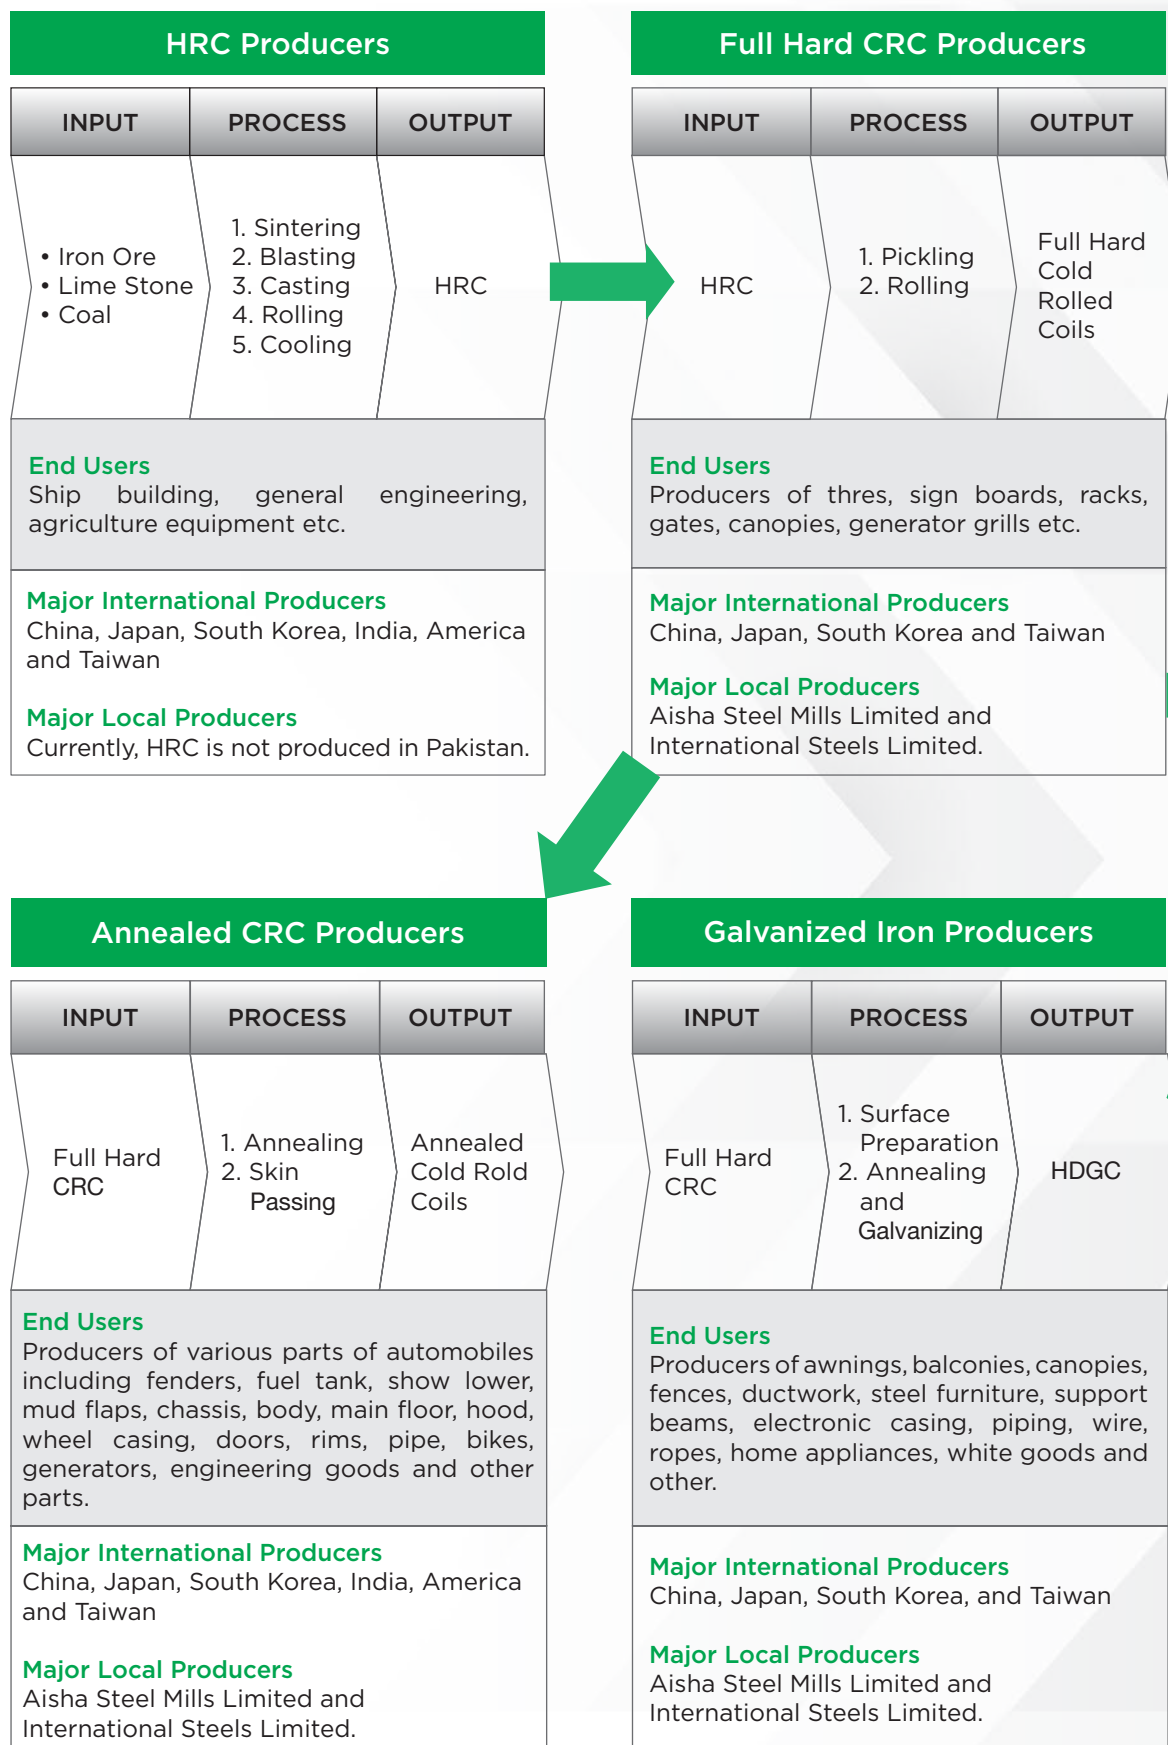 HRC Producers
INPUT
PROCESS
OUTPUT
• Iron Ore
• Lime Stone
• Coal
1. Sintering
2. Blasting
3. Casting
4. Rolling
5. Cooling
HRC
End Users
Ship building, general engineering,
agriculture equipment etc.
Major International Producers
China, Japan, South Korea, India, America
and Taiwan
Major Local Producers
Currently, HRC is not produced in Pakistan.
Full Hard CRC Producers
INPUT
PROCESS
OUTPUT
HRC
1. Pickling
2. Rolling
Full Hard
Cold
Rolled
Coils
End Users
Producers of thres, sign boards, racks,
gates, canopies, generator grills etc.
Major International Producers
China, Japan, South Korea and Taiwan
Major Local Producers
Aisha Steel Mills Limited and
International Steels Limited.
Annealed CRC Producers
INPUT
PROCESS
OUTPUT
Full Hard
CRC
1. Annealing
2. Skin
Passing
Annealed
Cold Rold
Coils
End Users
Producers of various parts of automobiles
including fenders, fuel tank, show lower,
mud flaps, chassis, body, main floor, hood,
wheel casing, doors, rims, pipe, bikes,
generators, engineering goods and other
parts.
Major International Producers
China, Japan, South Korea, India, America
and Taiwan
Major Local Producers
Aisha Steel Mills Limited and
International Steels Limited.
Galvanized Iron Producers
INPUT
PROCESS
OUTPUT
Full Hard
CRC
1. Surface
Preparation
2. Annealing
and
Galvanizing
HDGC
End Users
Producers of awnings, balconies, canopies,
fences, ductwork, steel furniture, support
beams, electronic casing, piping, wire,
ropes, home appliances, white goods and
other.
Major International Producers
China, Japan, South Korea, and Taiwan
Major Local Producers
Aisha Steel Mills Limited and
International Steels Limited.